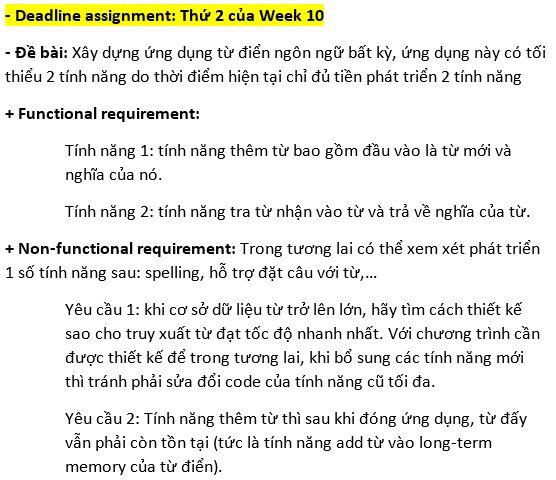 - Deadline assignment: Thứ 2 của Week 10
- Đề bài: Xây dựng ứng dụng từ điển ngôn ngữ bất kỳ, ứng dụng này có tối
thiểu 2 tính năng do thời điểm hiện tại chỉ đủ tiền phát triển 2 tính năng
+ Functional requirement:
Tính năng 1: tính năng thêm từ bao gồm đầu vào là từ mới và
nghĩa của nó.
Tính năng 2: tính năng tra từ nhận vào từ và trả về nghĩa của từ.
+ Non-functional requirement: Trong tương lai có thể xem xét phát triển
1 số tính năng sau: spelling, hỗ trợ đặt câu với từ,...
Yêu cầu 1: khi cơ sở dữ liệu từ trở lên lớn, hãy tìm cách thiết kế
sao cho truy xuất từ đạt tốc độ nhanh nhất. Với chương trình cần
được thiết kế để trong tương lai, khi bổ sung các tính năng mới
thì tránh phải sửa đổi code của tính năng cũ tối đa.
Yêu cầu 2: Tính năng thêm từ thì sau khi đóng ứng dụng, từ đấy
vẫn phải còn tồn tại (tức là tính năng add từ vào long-term
memory của từ điển).